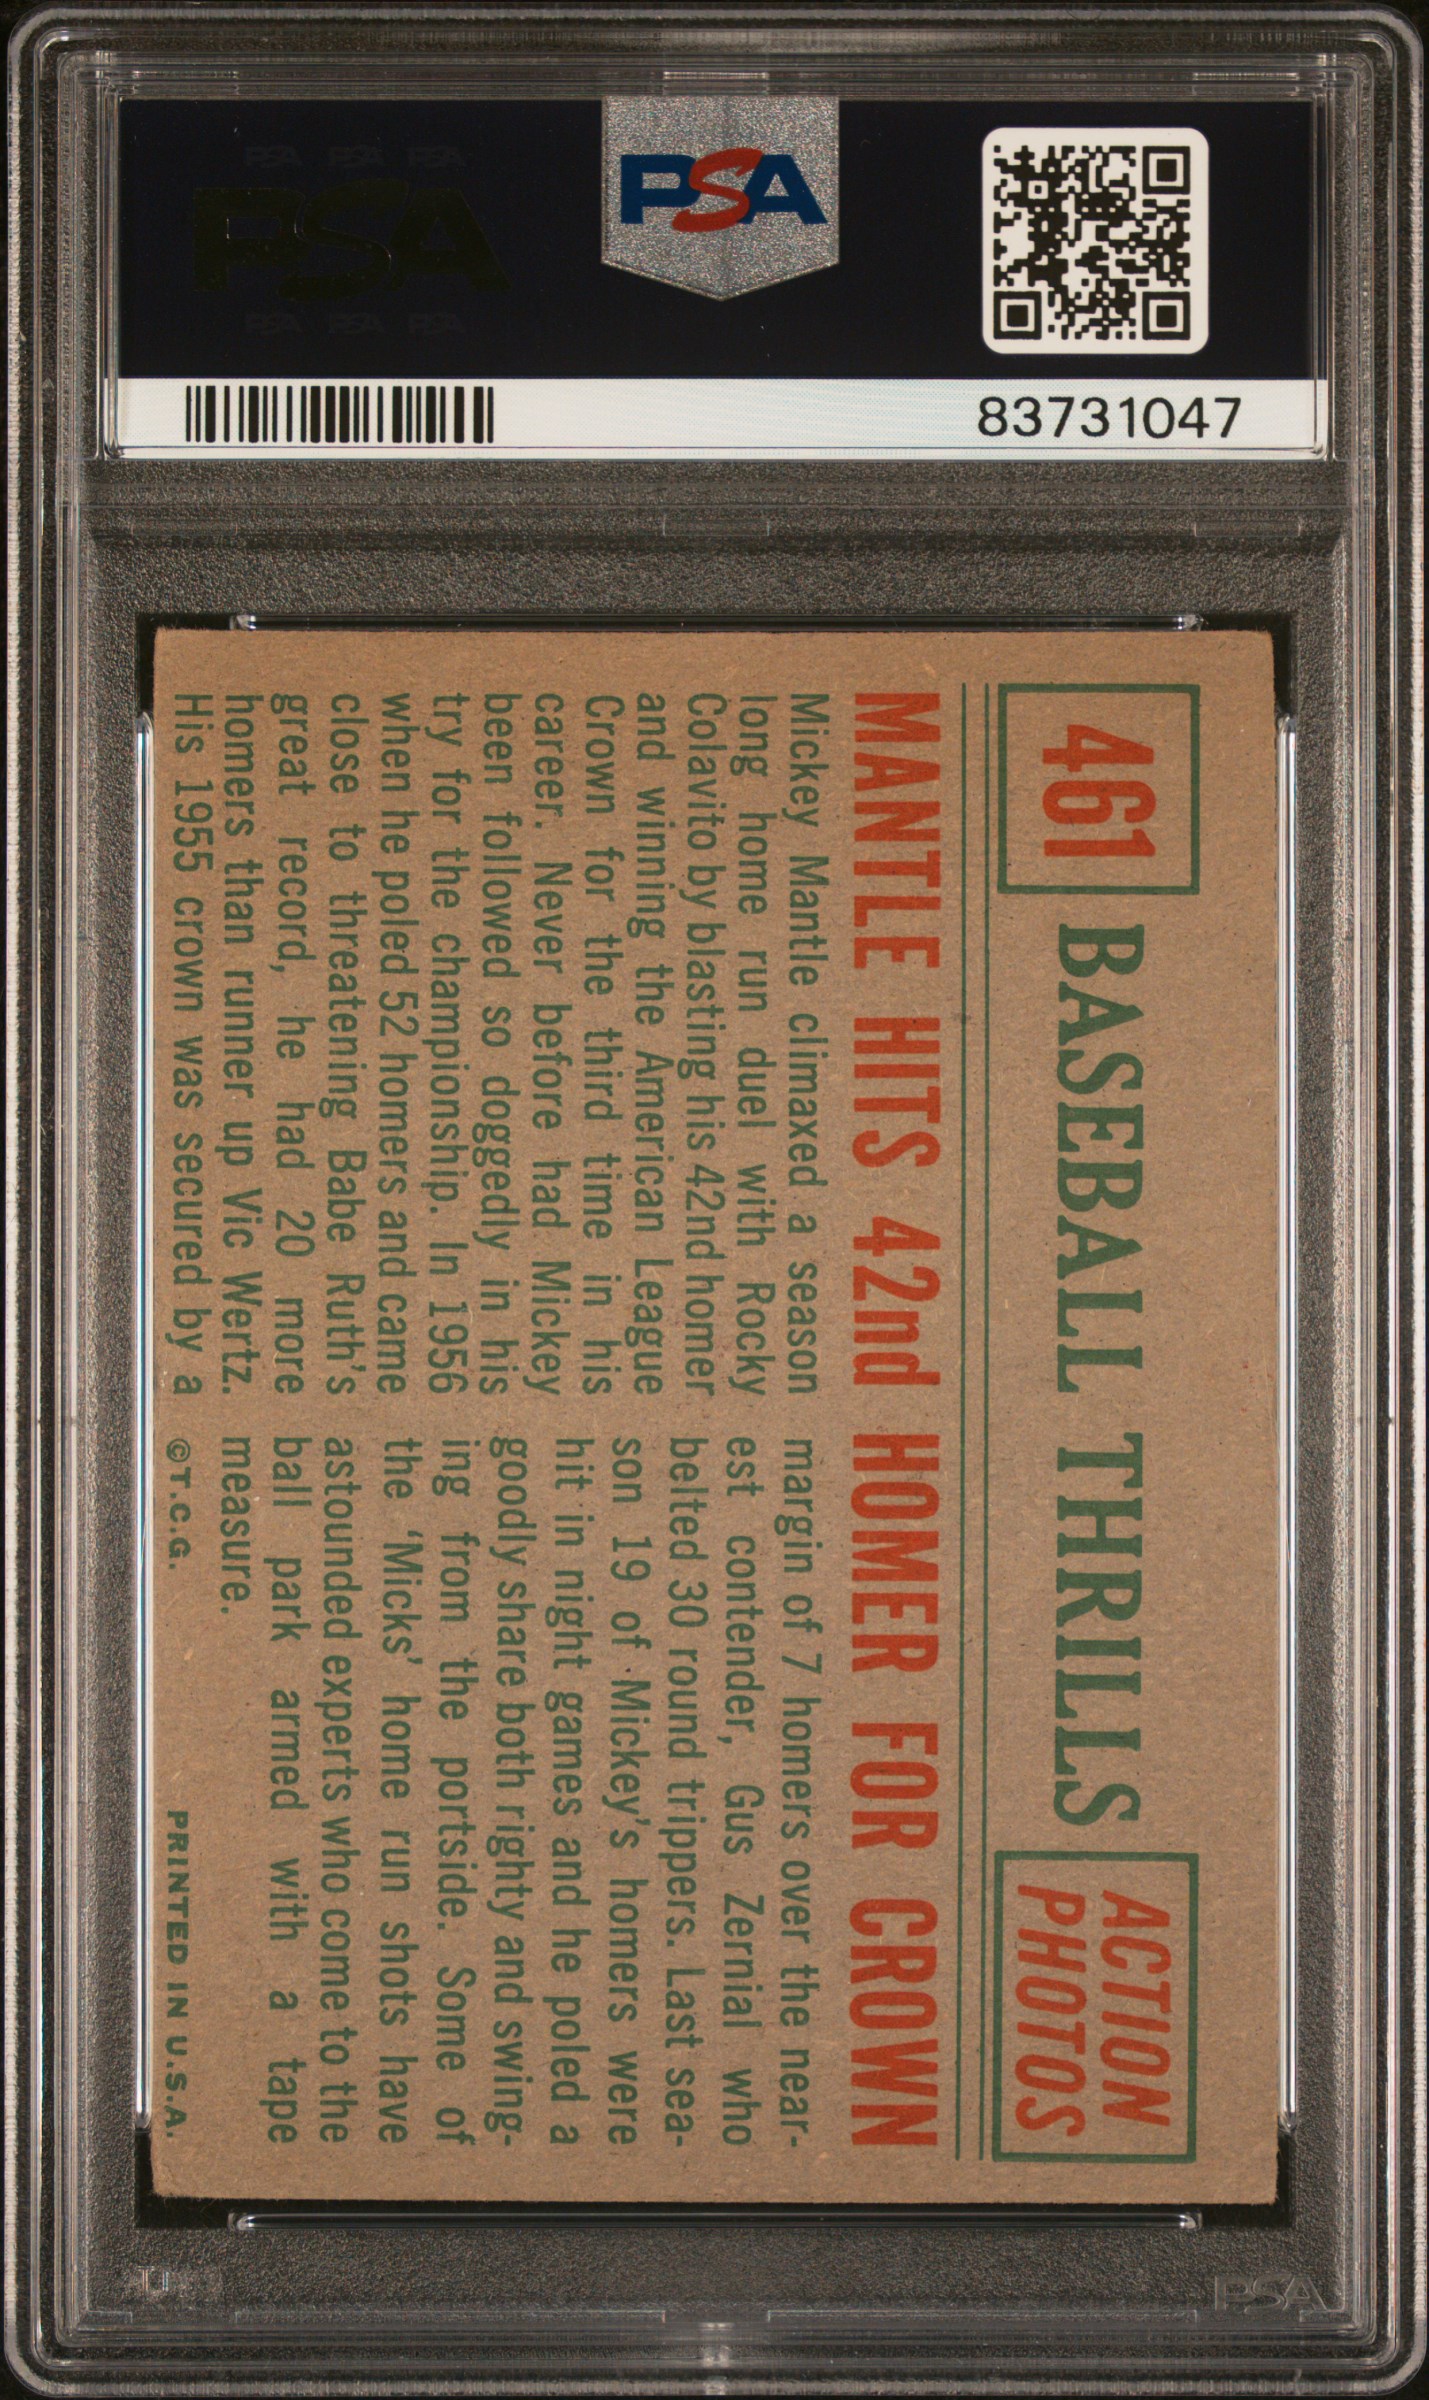 PSA PSA PSA
PSA
PSA PSA PSA
PSA
83731047
461
BASEBALL THRILLS
ACTION
PHOTOS
MANTLE HITS 42nd HOMER FOR CROWN
Mickey Mantle climaxed a season
long home run duel with Rocky
Colavito by blasting his 42nd homer
and winning the American League
Crown for the third time in his
career. Never before had Mickey
been followed so doggedly in his
try for the championship. In 1956
when he poled 52 homers and came
close to threatening Babe Ruth's
great record, he had 20 more
homers than runner up Vic Wertz.
His 1955 crown was secured by a
margin of 7 homers over the near-
est contender, Gus Zernial who
belted 30 round trippers. Last sea-
son 19 of Mickey's homers were
hit in night games and he poled a
goodly share both righty and swing-
ing from the portside. Some of
the 'Micks' home run shots have
astounded experts who come to the
ball park armed with a tape
measure.
©T.C.G.
PRINTED IN U.S.A.
PSA